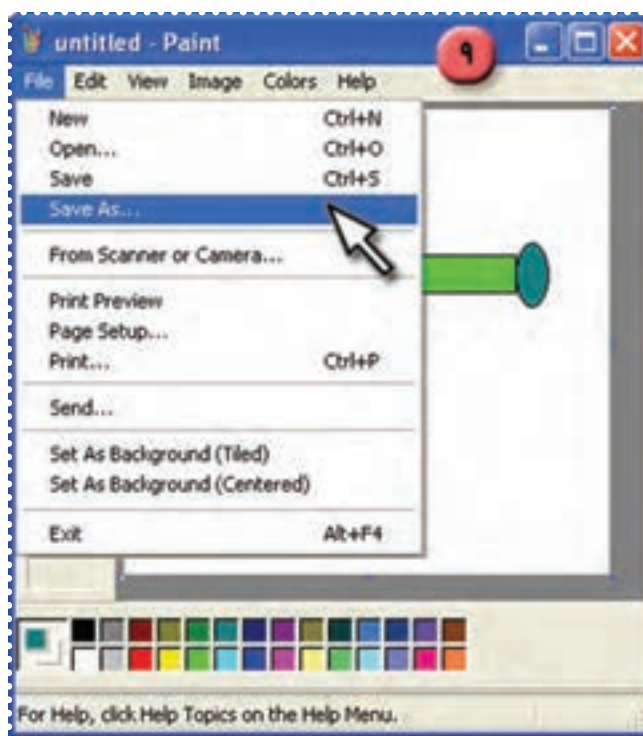 untitled - Paint
٩
File Edit View Image Colors Help
New Ctrl+N
Open... Ctrl+O
Save Ctrl+S
Save As...
From Scanner or Camera...
Print Preview
Page Setup...
Print... Ctrl+P
Send...
Set As Background (Tiled)
Set As Background (Centered)
Exit Alt+F4
For Help, click Help Topics on the Help Menu.